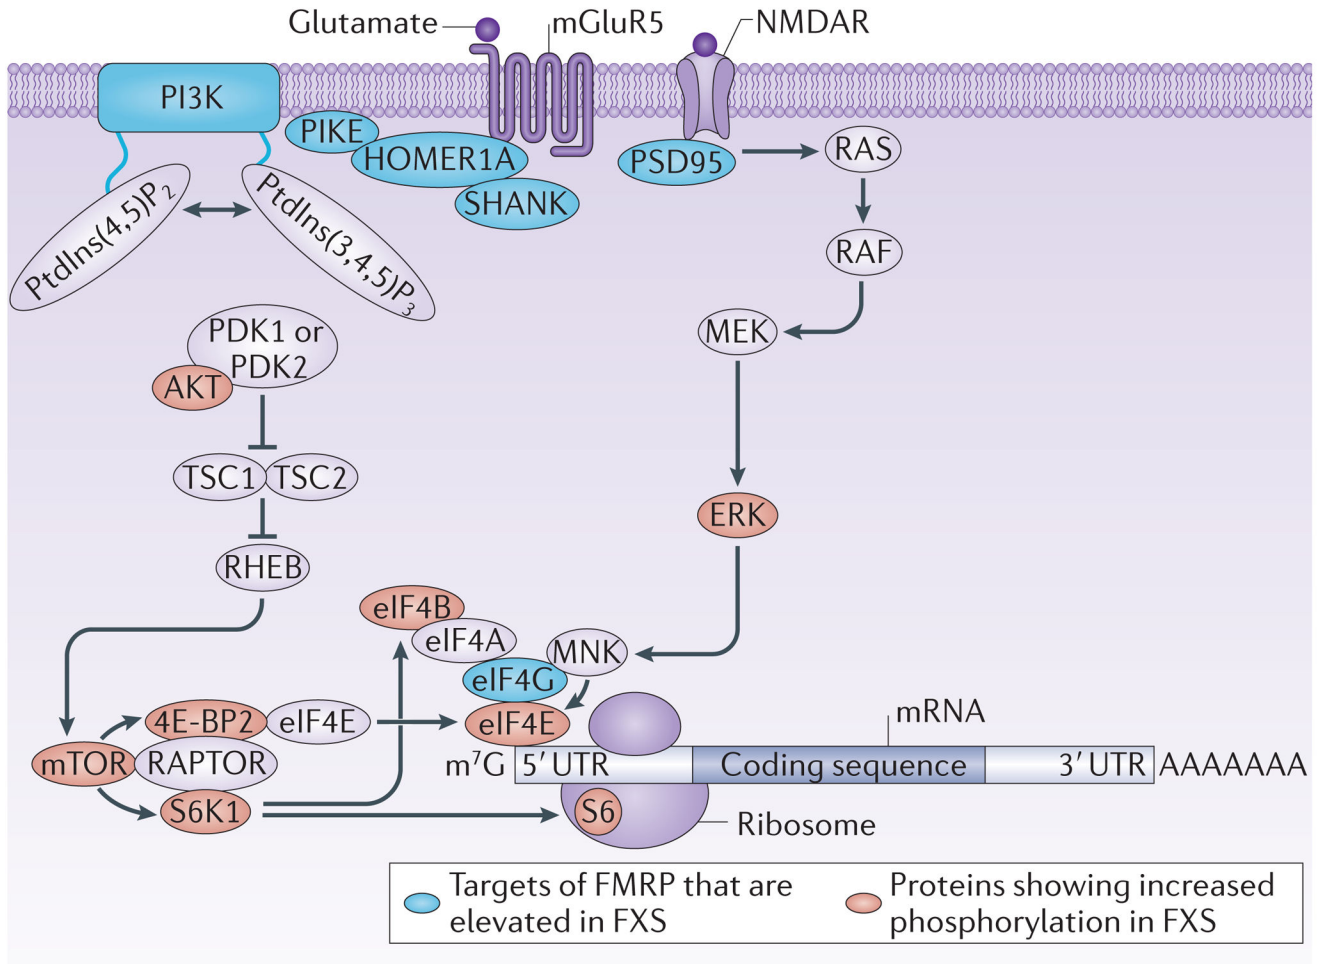 Glutamate
mGluR5
NMDAR
PI3K
PIKE
HOMER1A
SHANK
PSD95
RAS
RAF
PtdIns(4,5)P2
PtdIns(3,4,5)P3
PDK1 or
PDK2
AKT
MEK
TSC1
TSC2
ERK
RHEB
eIF4B
eIF4A
MNK
eIF4G
4E-BP2
eIF4E
eIF4E
mRNA
mTOR
RAPTOR
m⁷G
5′ UTR
Coding sequence
3′ UTR
AAAAAAA
S6K1
S6
Ribosome
Targets of FMRP that are
elevated in FXS
Proteins showing increased
phosphorylation in FXS